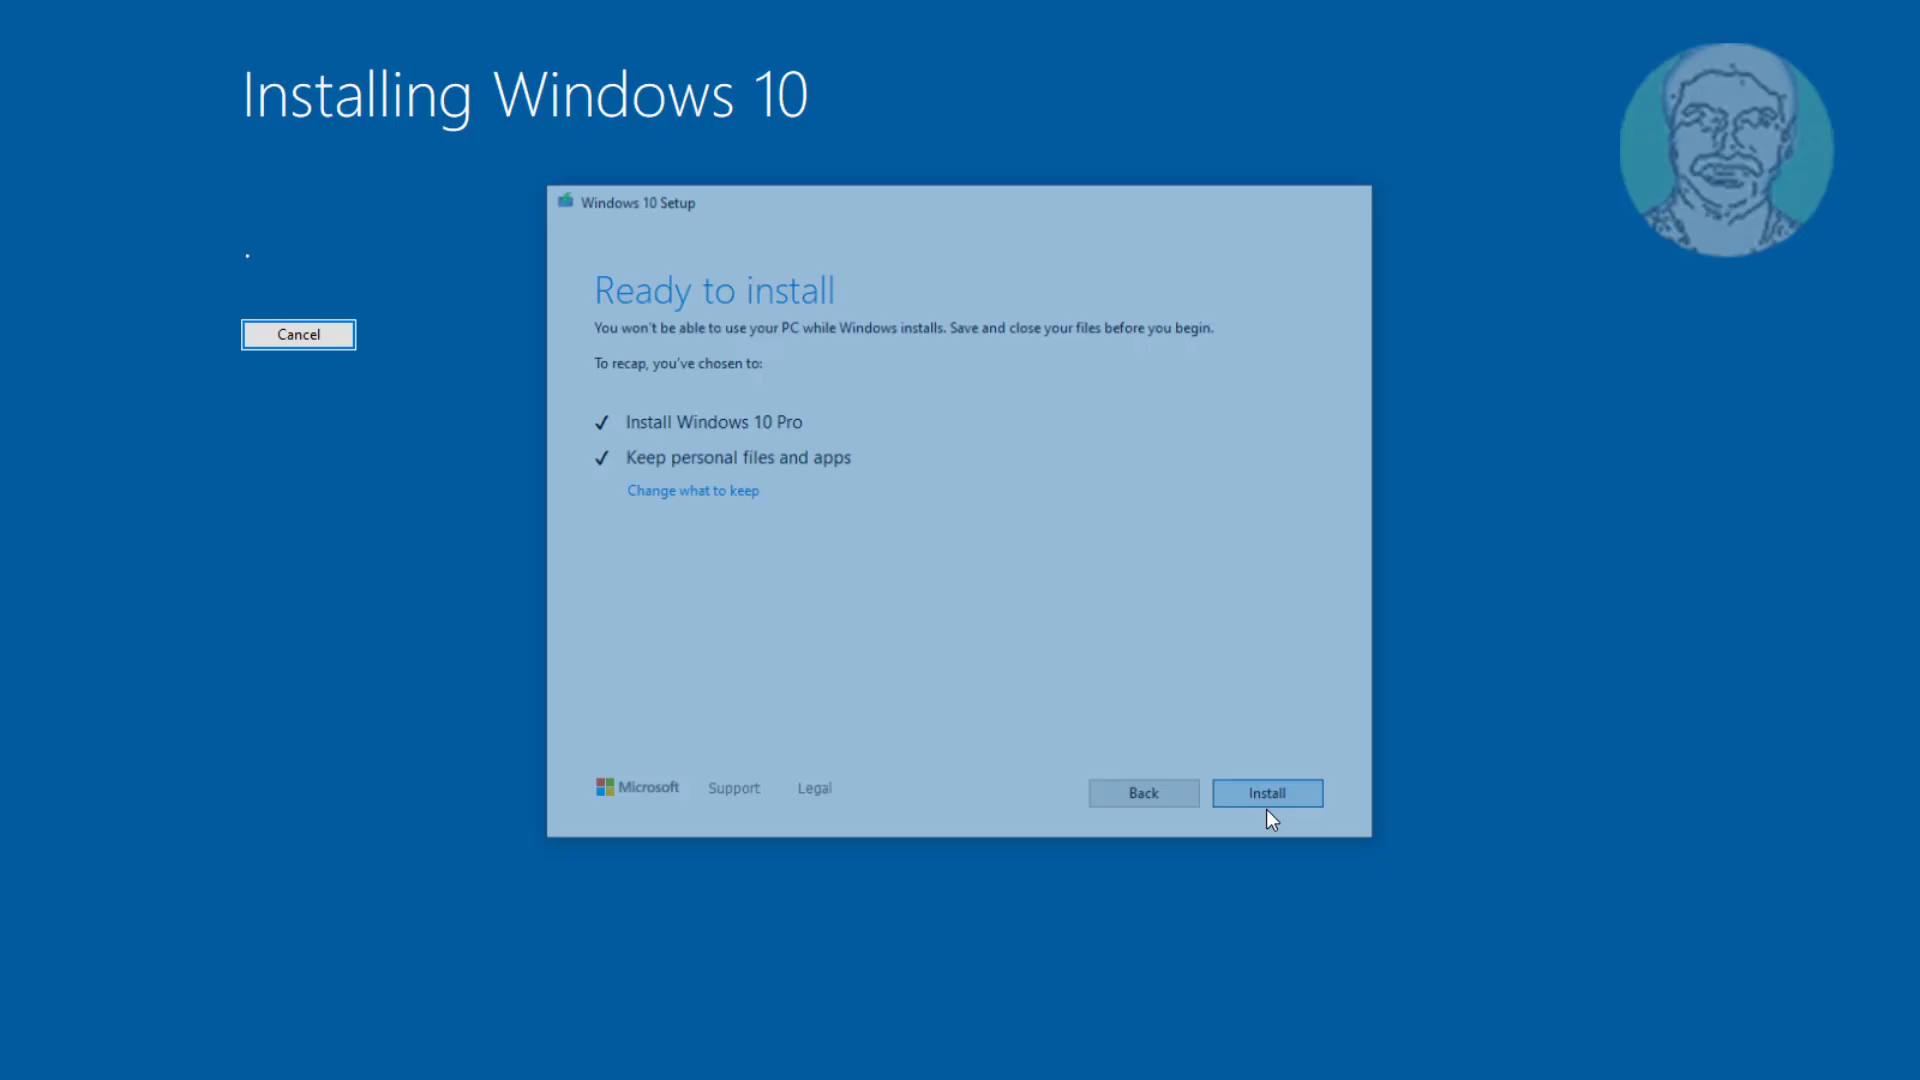 Installing Windows 10
Windows 10 Setup
Cancel
Ready to install
You won't be able to use your PC while Windows installs. Save and close your files before you begin.
To recap, you've chosen to:
Install Windows 10 Pro
Keep personal files and apps
Change what to keep
Microsoft Support Legal
Back Install